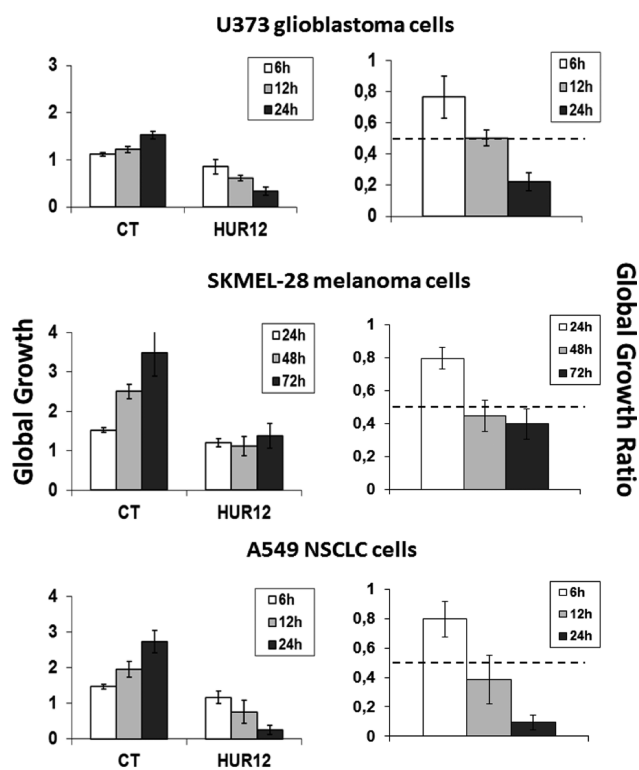 U373 glioblastoma cells
3
2
1
0
6h
12h
24h
CT
HUR12
1
0,8
0,6
0,4
0,2
0
6h
12h
24h
SKMEL-28 melanoma cells
Global Growth
4
3
2
1
0
24h
48h
72h
CT
HUR12
1
0,8
0,6
0,4
0,2
0
24h
48h
72h
Global Growth Ratio
A549 NSCLC cells
4
3
2
1
0
6h
12h
24h
CT
HUR12
1
0,8
0,6
0,4
0,2
0
6h
12h
24h